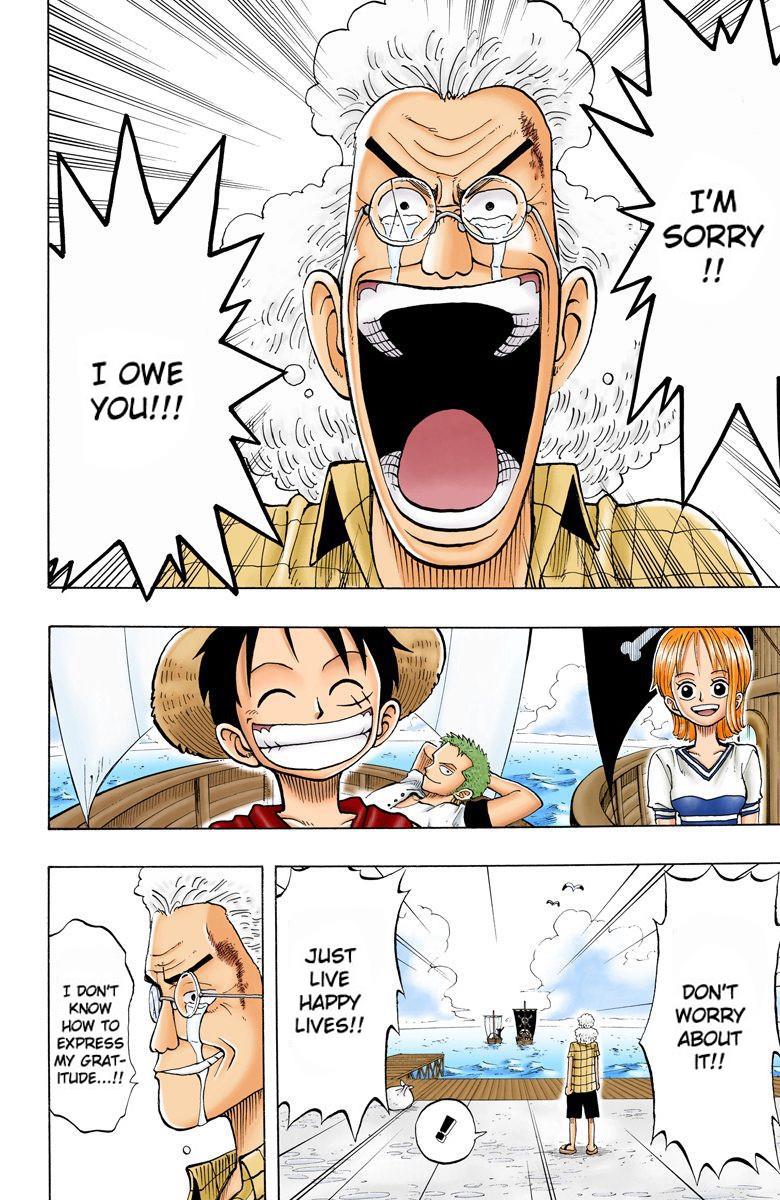 I'M
SORRY
!!
I OWE
YOU!!!
DON'T
WORRY
ABOUT
IT!!
JUST
LIVE
HAPPY
LIVES!!
!
I DON'T
KNOW
HOW TO
EXPRESS
MY GRAT-
ITUDE...!!